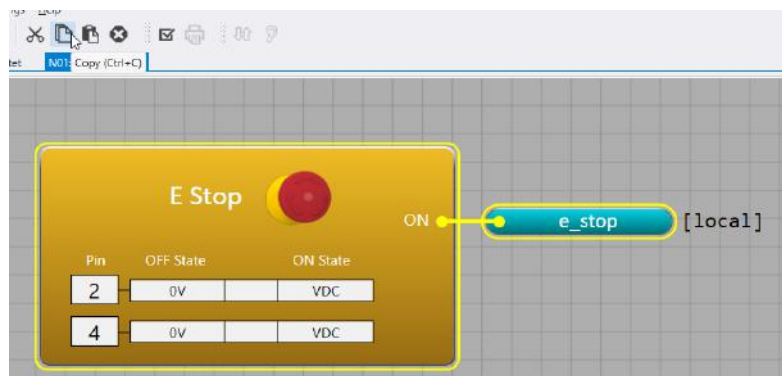 Help
N01: Copy (Ctrl+C)
E Stop
ON
e_stop [local]
Pin OFF State ON State
2 0V VDC
4 0V VDC